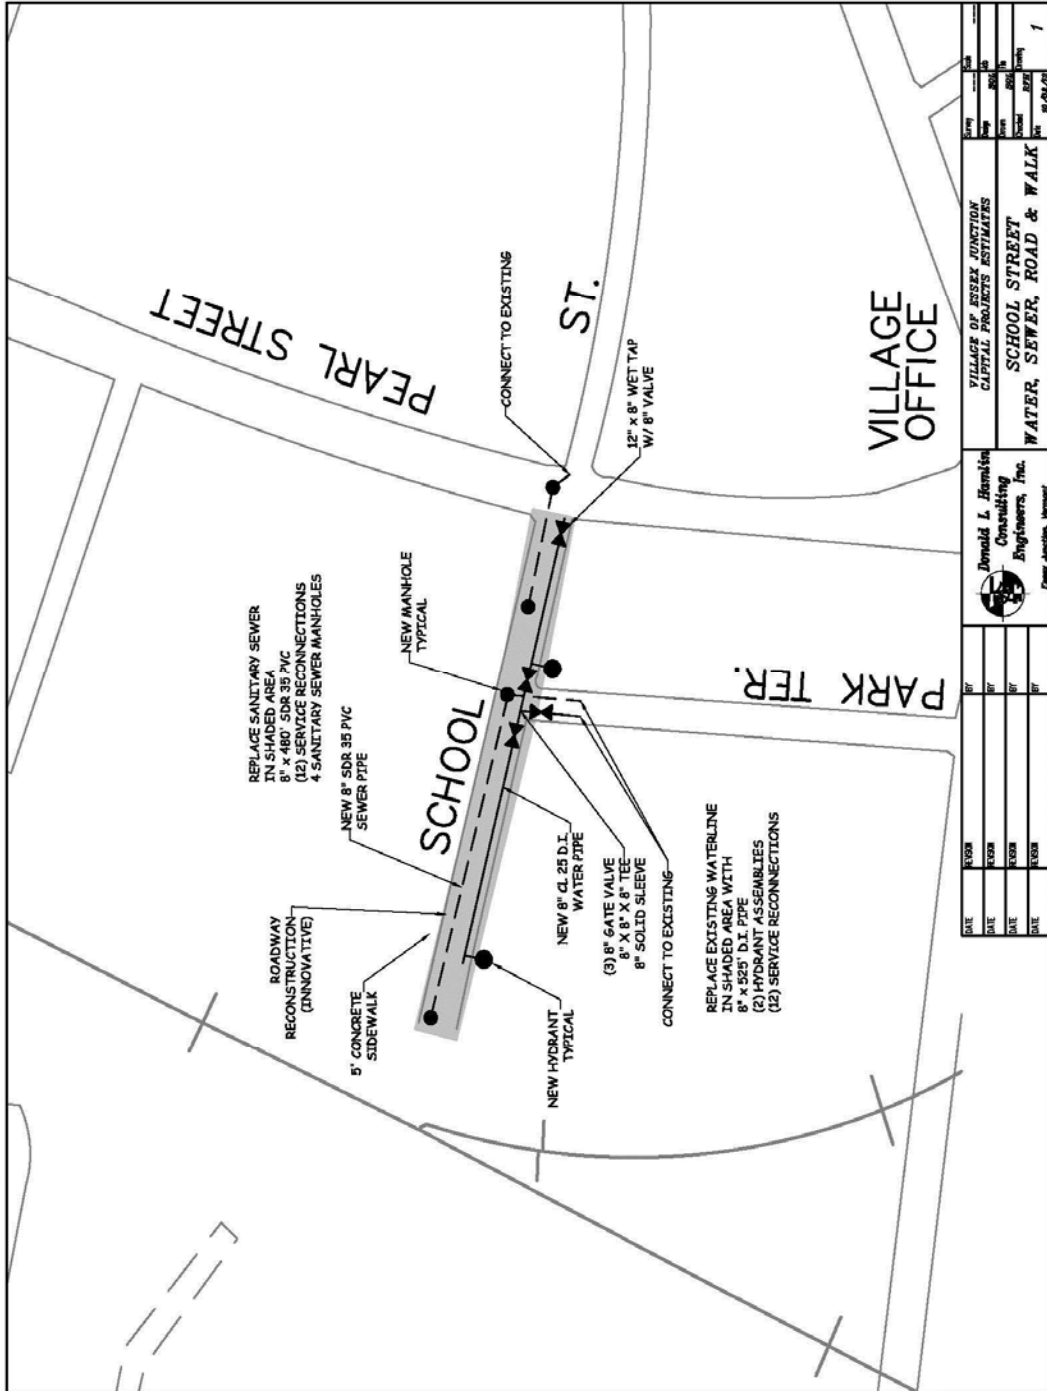 PEARL STREET
SCHOOL
ST.
PARK TER.
VILLAGE
OFFICE
REPLACE SANITARY SEWER
IN SHADED AREA
8" x 480' SDR 35 PVC
(12) SERVICE RECONNECTIONS
4 SANITARY SEWER MANHOLES
NEW 8" SDR 35 PVC
SEWER PIPE
ROADWAY
RECONSTRUCTION
(INNOVATIVE)
5' CONCRETE
SIDEWALK
NEW MANHOLE
TYPICAL
CONNECT TO EXISTING
12" x 8" WET TAP
W/ 8" VALVE
NEW HYDRANT
TYPICAL
NEW 8" CL 25 D.I.
WATER PIPE
(3) 8" GATE VALVE
8" X 8" X 8" TEE
8" SOLID SLEEVE
CONNECT TO EXISTING
REPLACE EXISTING WATERLINE
IN SHADED AREA WITH
8" x 525' D.I. PIPE
(2) HYDRANT ASSEMBLIES
(12) SERVICE RECONNECTIONS
DATE REVISION BY
DATE REVISION BY
DATE REVISION
DATE REVISION
Donald L. Hamlin
Consulting
Engineers, Inc.
Essex Junction, Vermont
VILLAGE OF ESSEX JUNCTION
CAPITAL PROJECTS ESTIMATES
SCHOOL STREET
WATER, SEWER, ROAD & WALK
Survey
Scale
Design
Job
Drawn
File
Checked
Drawing
Date
1